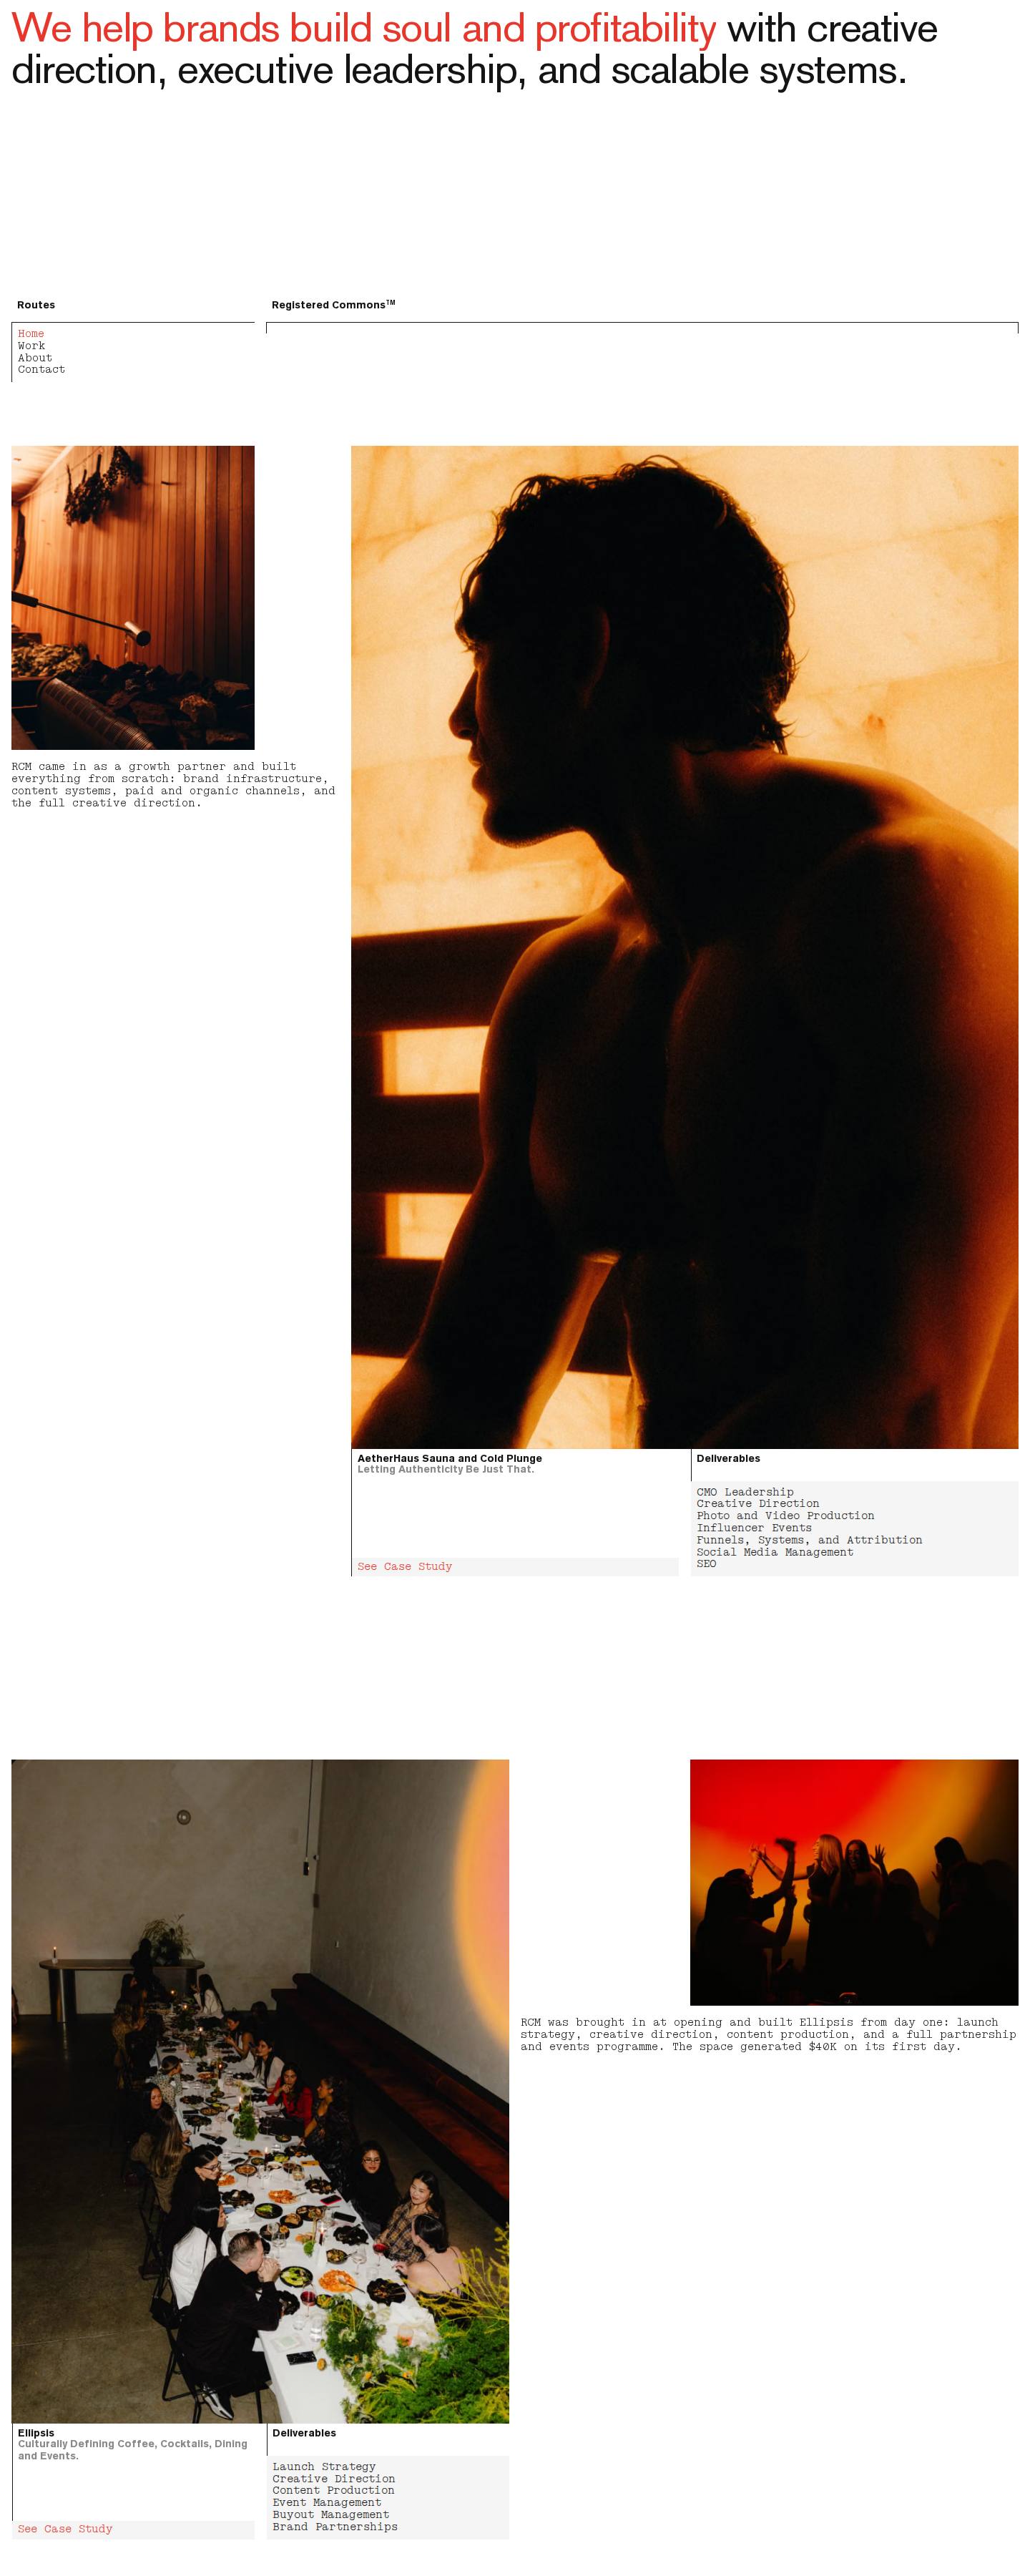 We help brands build soul and profitability with creative
direction, executive leadership, and scalable systems.
Routes
Registered Commons™
Home
Work
About
Contact
RCM came in as a growth partner and built
everything from scratch: brand infrastructure,
content systems, paid and organic channels, and
the full creative direction.
AetherHaus Sauna and Cold Plunge
Letting Authenticity Be Just That.
See Case Study
Deliverables
CMO Leadership
Creative Direction
Photo and Video Production
Influencer Events
Funnels, Systems, and Attribution
Social Media Management
SEO
RCM was brought in at opening and built Ellipsis from day one: launch
strategy, creative direction, content production, and a full partnership
and events programme. The space generated $40K on its first day.
Ellipsis
Culturally Defining Coffee, Cocktails, Dining
and Events.
See Case Study
Deliverables
Launch Strategy
Creative Direction
Content Production
Event Management
Buyout Management
Brand Partnerships